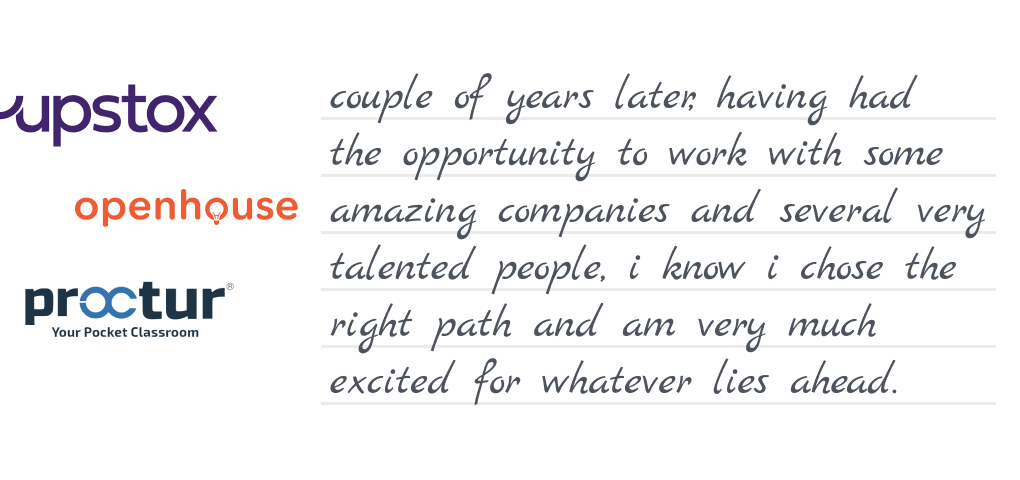 upstox
openhouse
proctur®
Your Pocket Classroom
couple of years later, having had
the opportunity to work with some
amazing companies and several very
talented people, i know i chose the
right path and am very much
excited for whatever lies ahead.